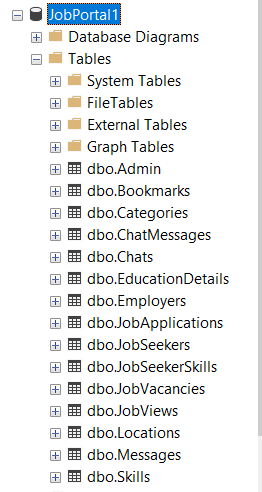 JobPortal1
Database Diagrams
Tables
System Tables
FileTables
External Tables
Graph Tables
dbo.Admin
dbo.Bookmarks
dbo.Categories
dbo.ChatMessages
dbo.Chats
dbo.EducationDetails
dbo.Employers
dbo.JobApplications
dbo.JobSeekers
dbo.JobSeekerSkills
dbo.JobVacancies
dbo.JobViews
dbo.Locations
dbo.Messages
dbo.Skills